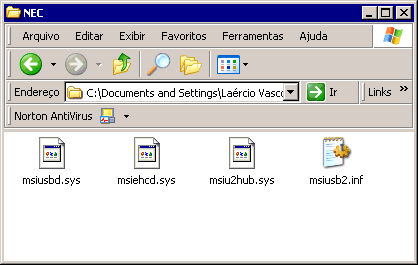 NEC
Arquivo Editar Exibir Favoritos Ferramentas Ajuda
Endereço C:\Documents and Settings\Laércio Vasco Ir Links »
Norton AntiVirus
msiusbd.sys msiehcd.sys msiu2hub.sys msiusb2.inf